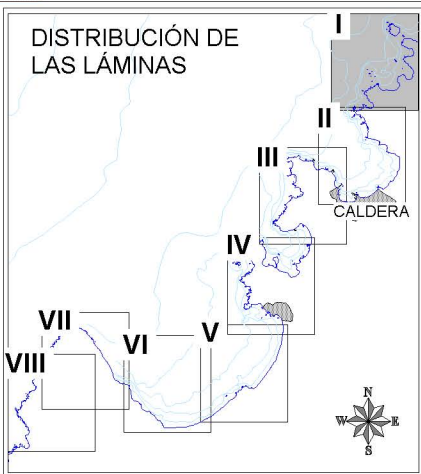 DISTRIBUCIÓN DE
LAS LÁMINAS
I
II
III
CALDERA
IV
VII
VI
V
VIII
N
W
E
S